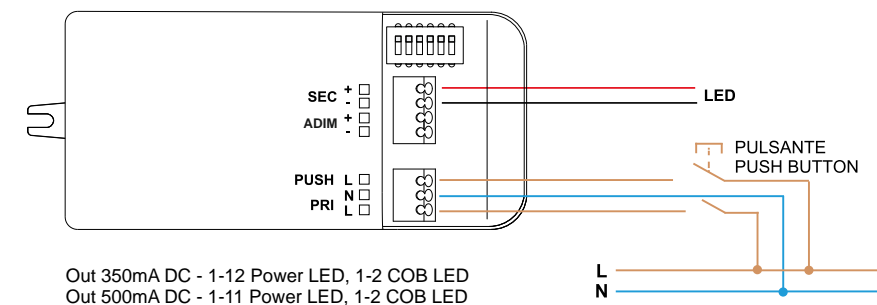 SEC + -
ADIM + -
LED
PULSANTE
PUSH BUTTON
PUSH L
N
PRI L
Out 350mA DC - 1-12 Power LED, 1-2 COB LED
Out 500mA DC - 1-11 Power LED, 1-2 COB LED
L
N